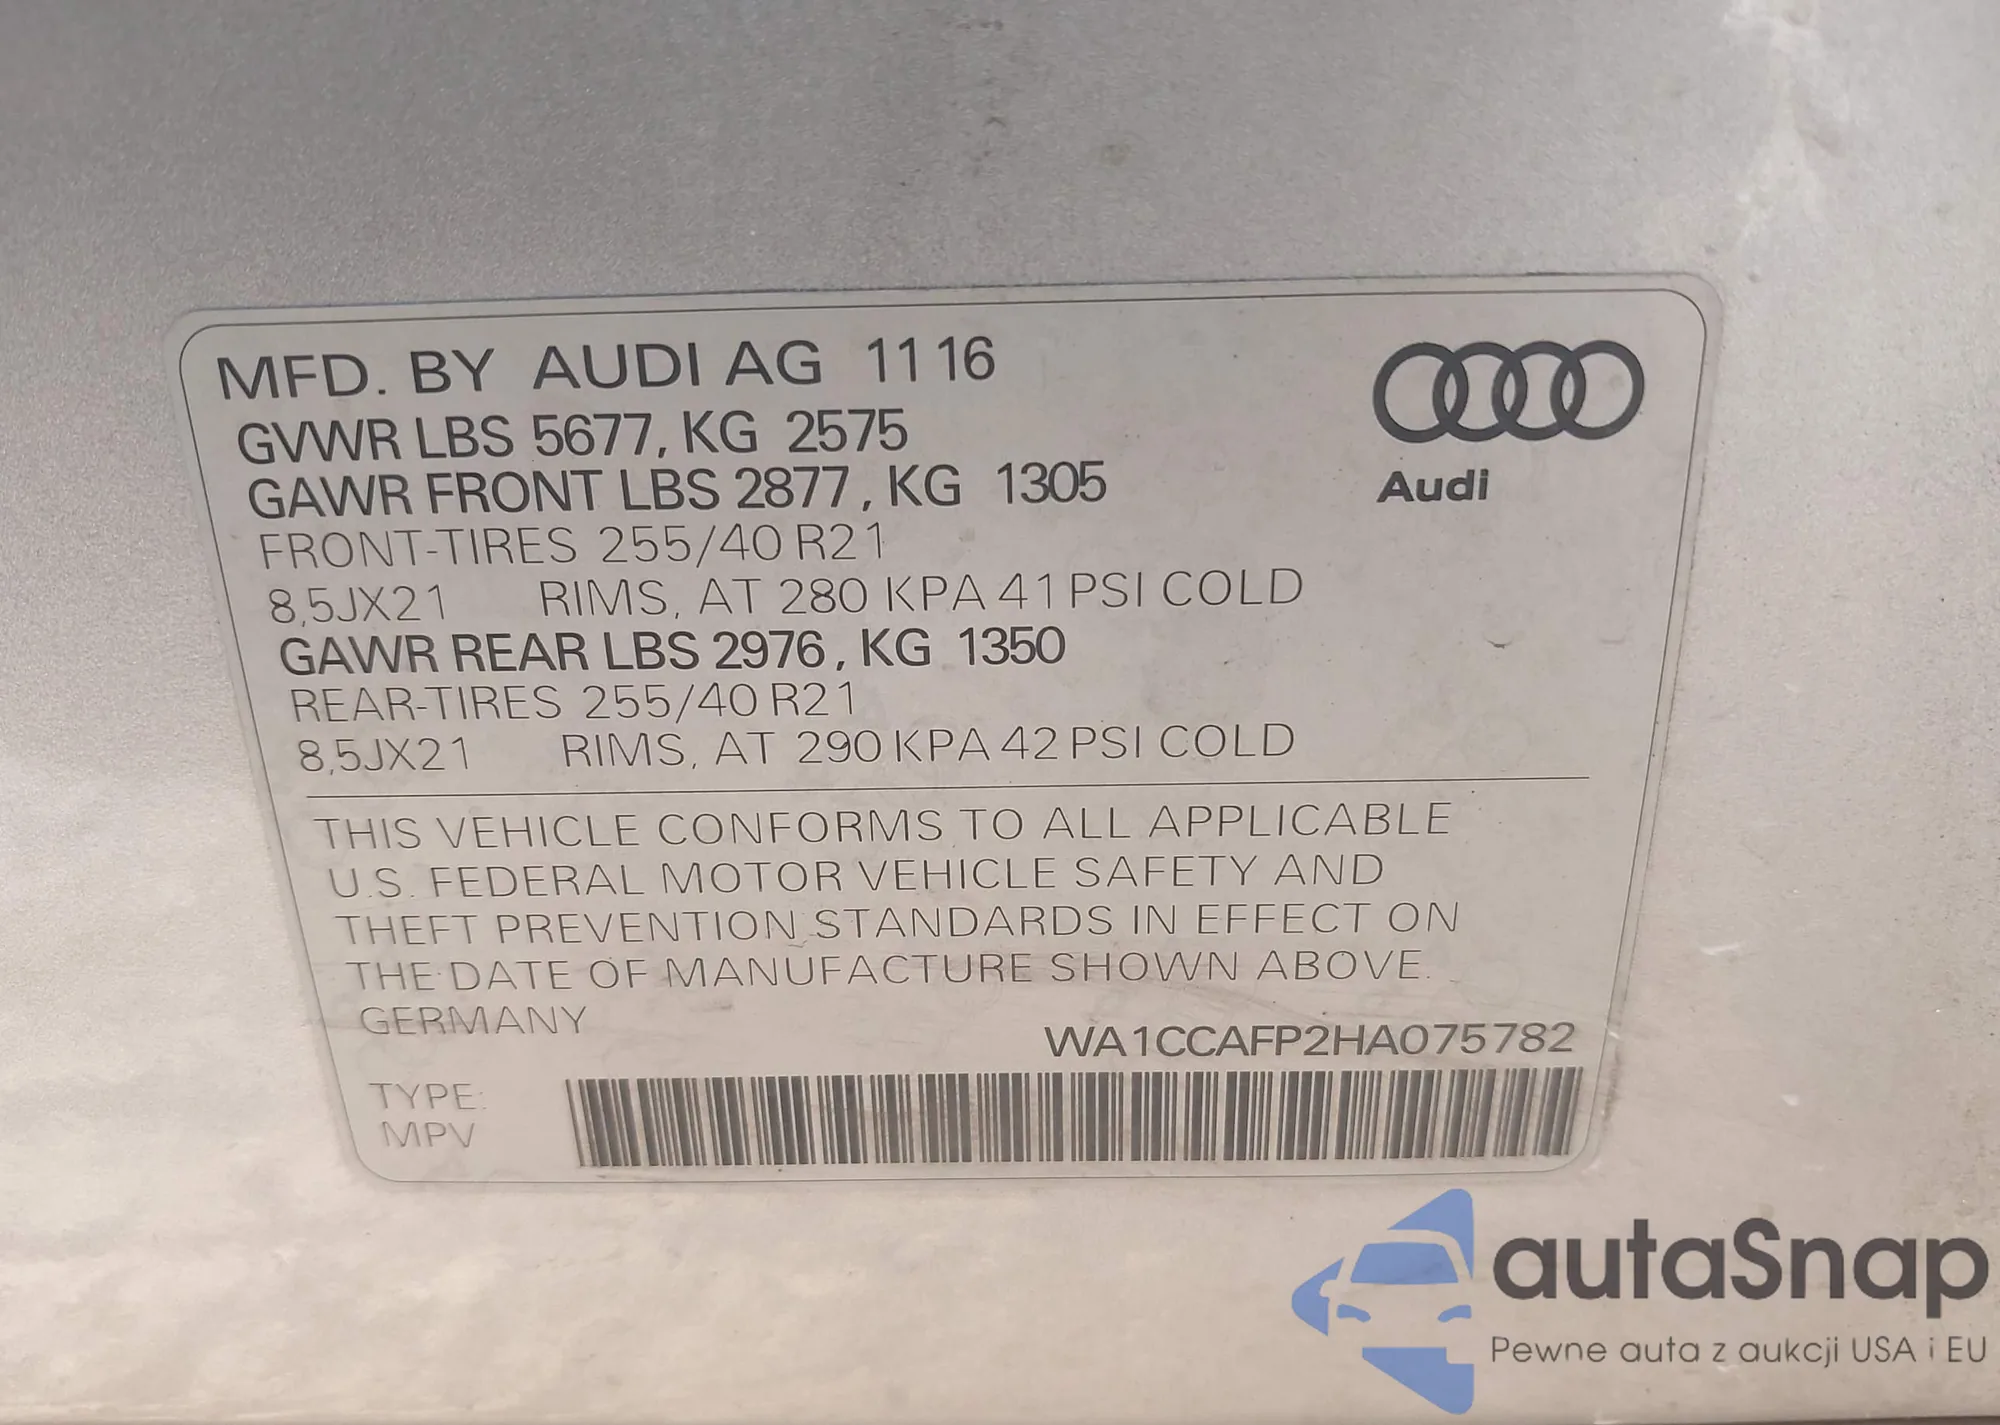 MFD. BY AUDI AG 11 16
GVWR LBS 5677, KG 2575
GAWR FRONT LBS 2877, KG 1305
FRONT-TIRES 255/40 R21
8,5JX21 RIMS, AT 280 KPA 41 PSI COLD
GAWR REAR LBS 2976, KG 1350
REAR-TIRES 255/40 R21
8,5JX21 RIMS, AT 290 KPA 42 PSI COLD
Audi
THIS VEHICLE CONFORMS TO ALL APPLICABLE
U.S. FEDERAL MOTOR VEHICLE SAFETY AND
THEFT PREVENTION STANDARDS IN EFFECT ON
THE DATE OF MANUFACTURE SHOWN ABOVE.
GERMANY
WA1CCAFP2HA075782
TYPE:
MPV
autaSnap
Pewne auta z aukcji USA i EU